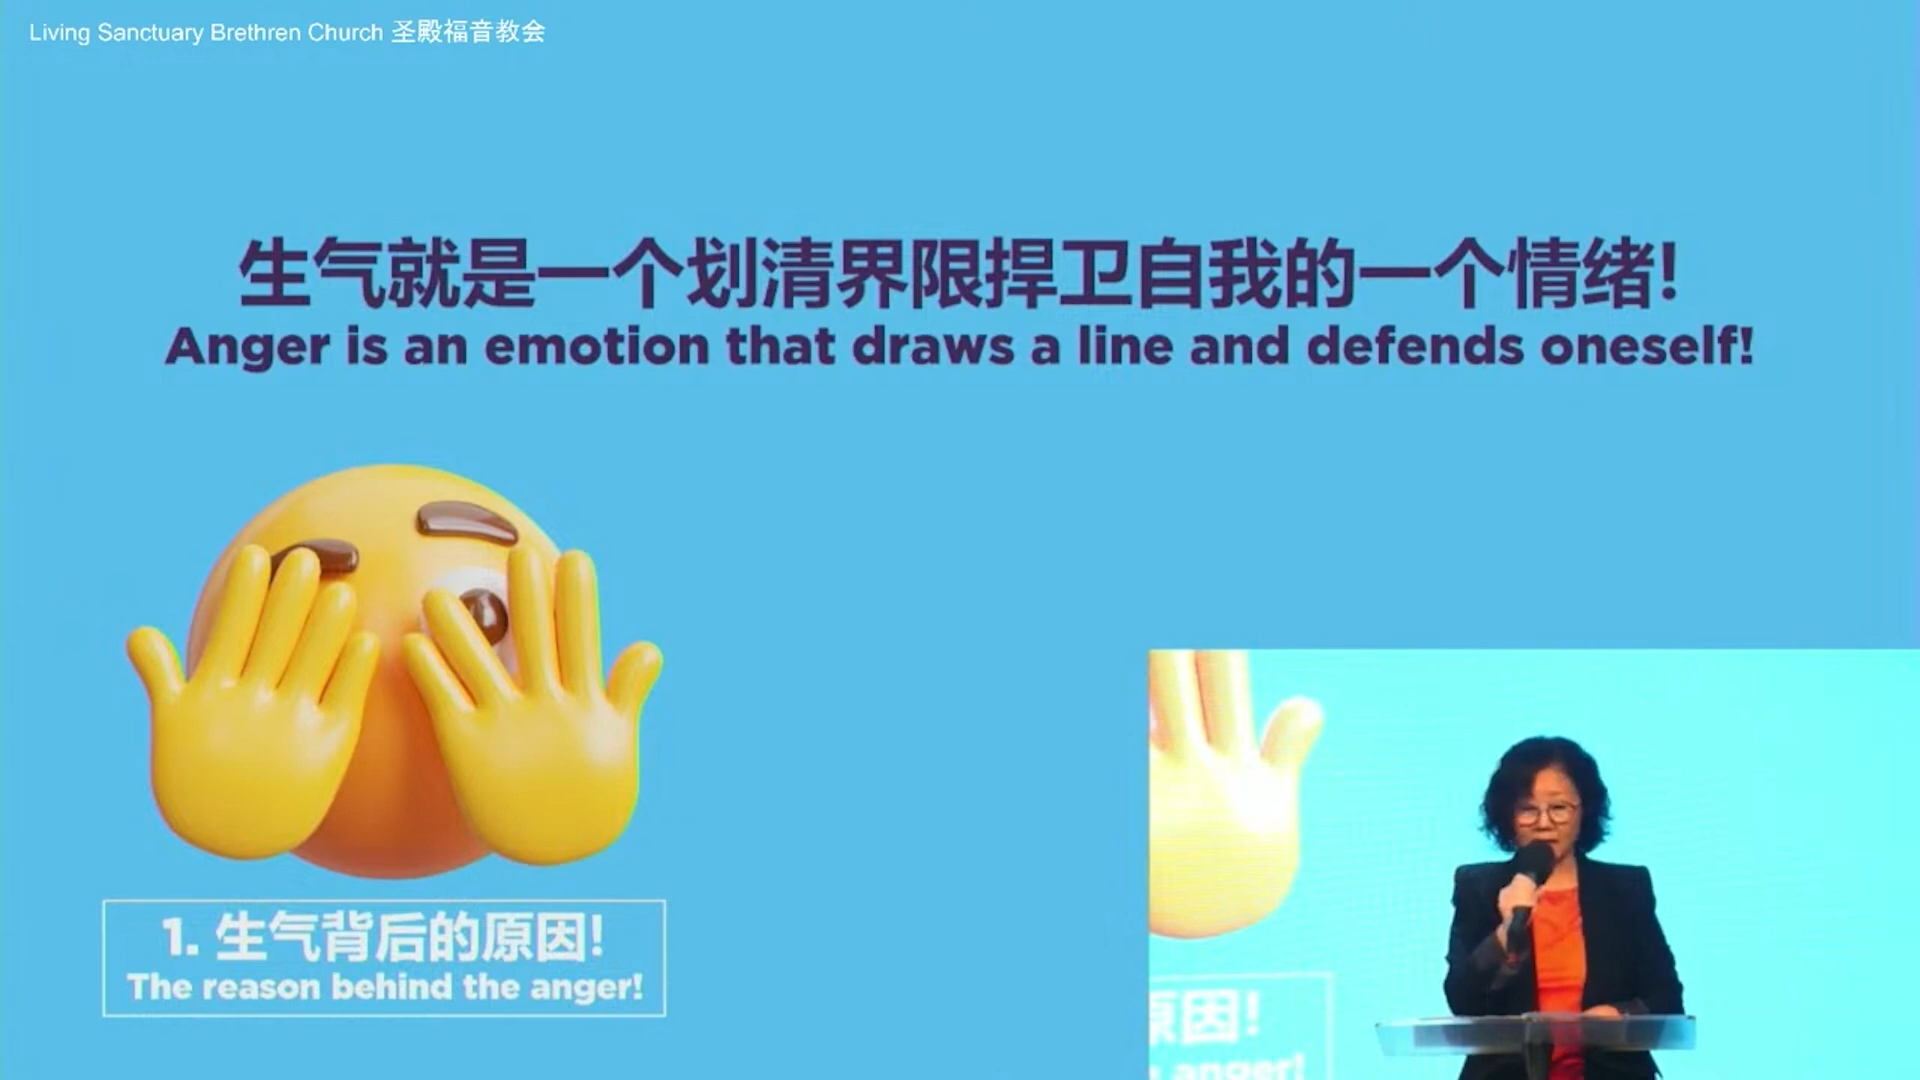 Living Sanctuary Brethren Church 圣殿福音教会
生气就是一个划清界限捍卫自我的一个情绪!
Anger is an emotion that draws a line and defends oneself!
1. 生气背后的原因!
The reason behind the anger!
原因!
anger!